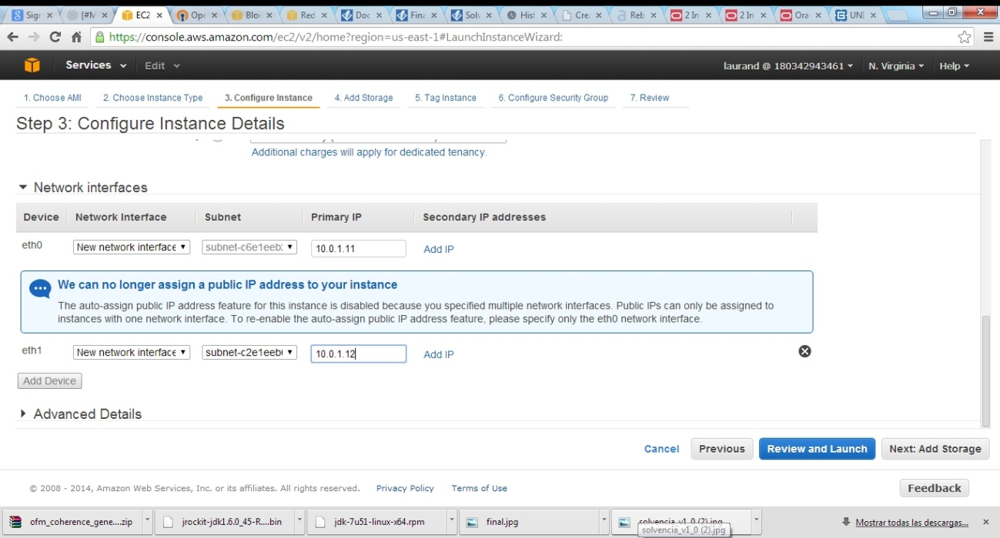 Sign
[#M
EC2
Ope
Blo
Red
Doc
Fina
Solv
Hist
Cre
Reb
2 In
2 In
Ora
UNI
https://console.aws.amazon.com/ec2/v2/home?region=us-east-1#LaunchInstanceWizard:
Services Edit laurand @ 180342943461 N. Virginia Help
1. Choose AMI 2. Choose Instance Type 3. Configure Instance 4. Add Storage 5. Tag Instance 6. Configure Security Group 7. Review
Step 3: Configure Instance Details
Additional charges will apply for dedicated tenancy.
Network interfaces
Device Network Interface Subnet Primary IP Secondary IP addresses
eth0 New network interface subnet-c6e1eeb 10.0.1.11 Add IP
We can no longer assign a public IP address to your instance
The auto-assign public IP address feature for this instance is disabled because you specified multiple network interfaces. Public IPs can only be assigned to
instances with one network interface. To re-enable the auto-assign public IP address feature, please specify only the eth0 network interface.
eth1 New network interface subnet-c2e1eeb 10.0.1.12 Add IP
Add Device
Advanced Details
Cancel Previous Review and Launch Next: Add Storage
© 2008 - 2014, Amazon Web Services, Inc. or its affiliates. All rights reserved. Privacy Policy Terms of Use Feedback
ofm_coherence_gene....zip jrockit-jdk1.6.0_45-R....bin jdk-7u51-linux-x64.rpm final.jpg solvencia_v1_0 (2).jpg Mostrar todas las descargas...
solvencia_v1_0 (2).jpg